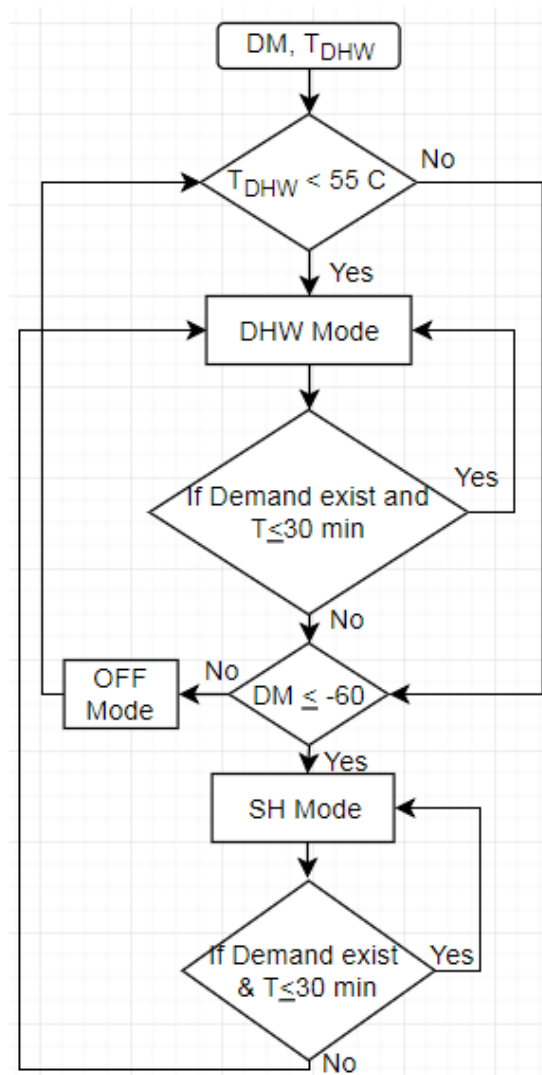 DM, T_DHW
No
T_DHW < 55 C
Yes
DHW Mode
If Demand exist and
T≤30 min
Yes
No
OFF
Mode
No
DM ≤ -60
Yes
SH Mode
If Demand exist
& T≤30 min
Yes
No